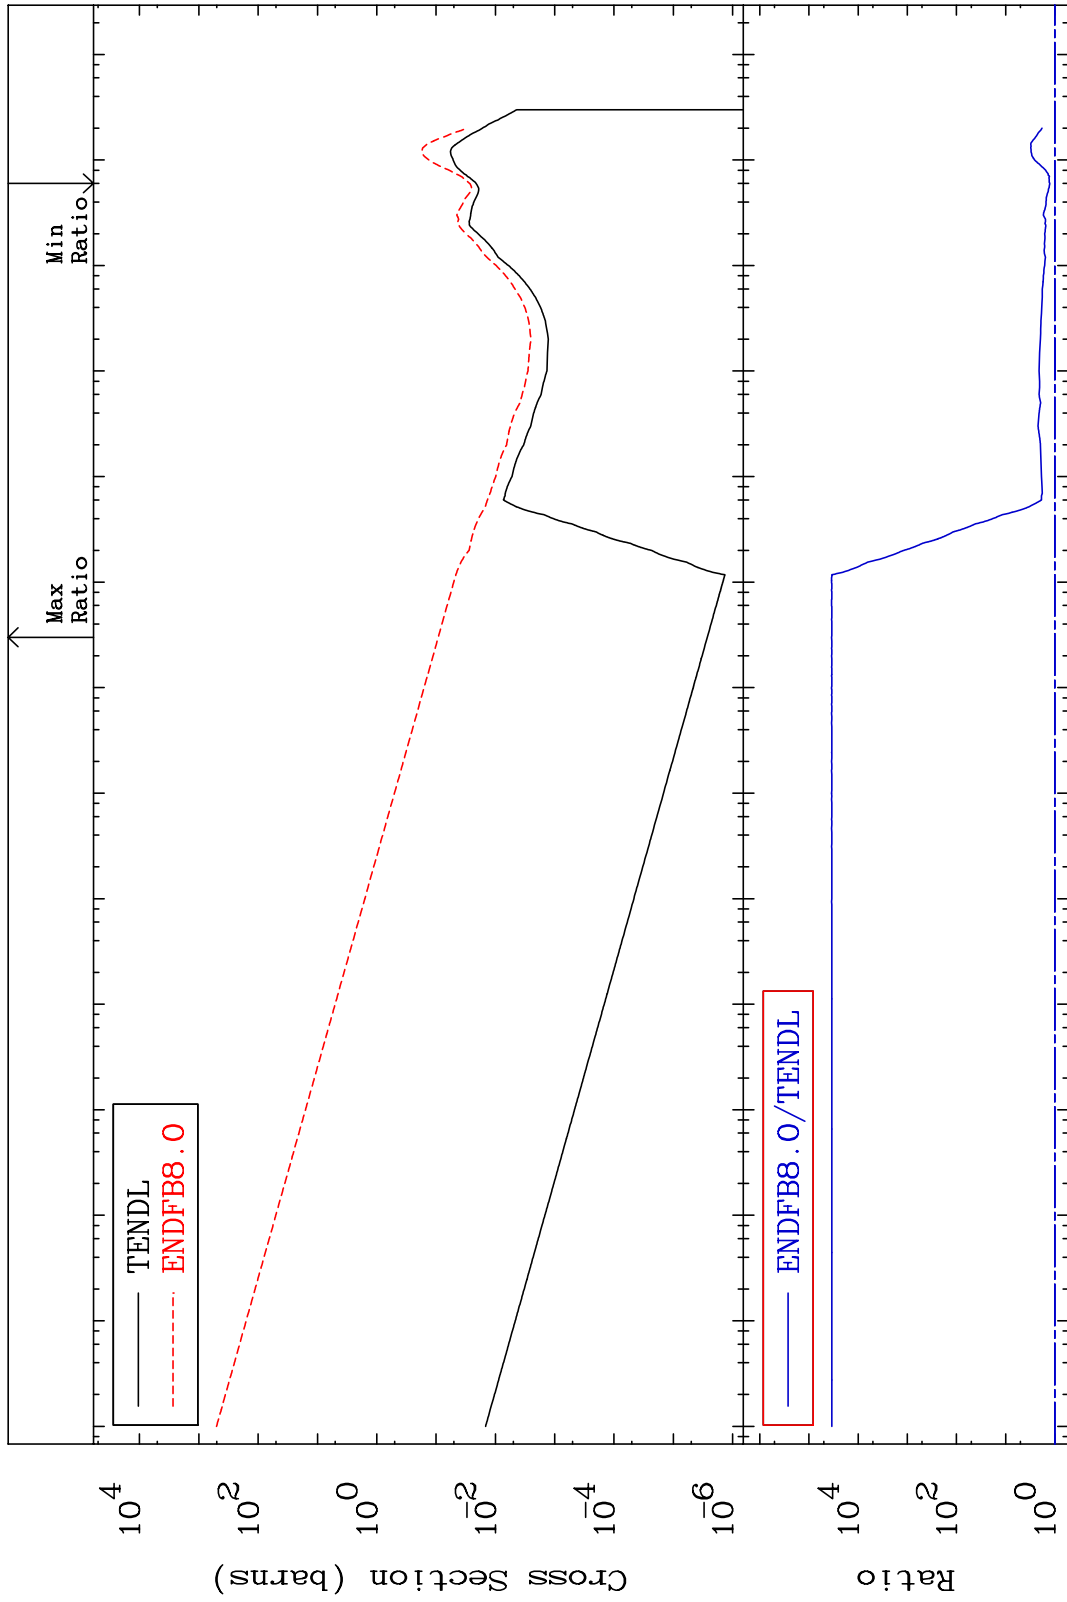 Min
Ratio
Max
Ratio
TENDL
ENDFB8.0
10^4
10^2
10^0
10^-2
10^-4
10^-6
Cross Section (barns)
ENDFB8.0/TENDL
10^4
10^2
10^0
Ratio